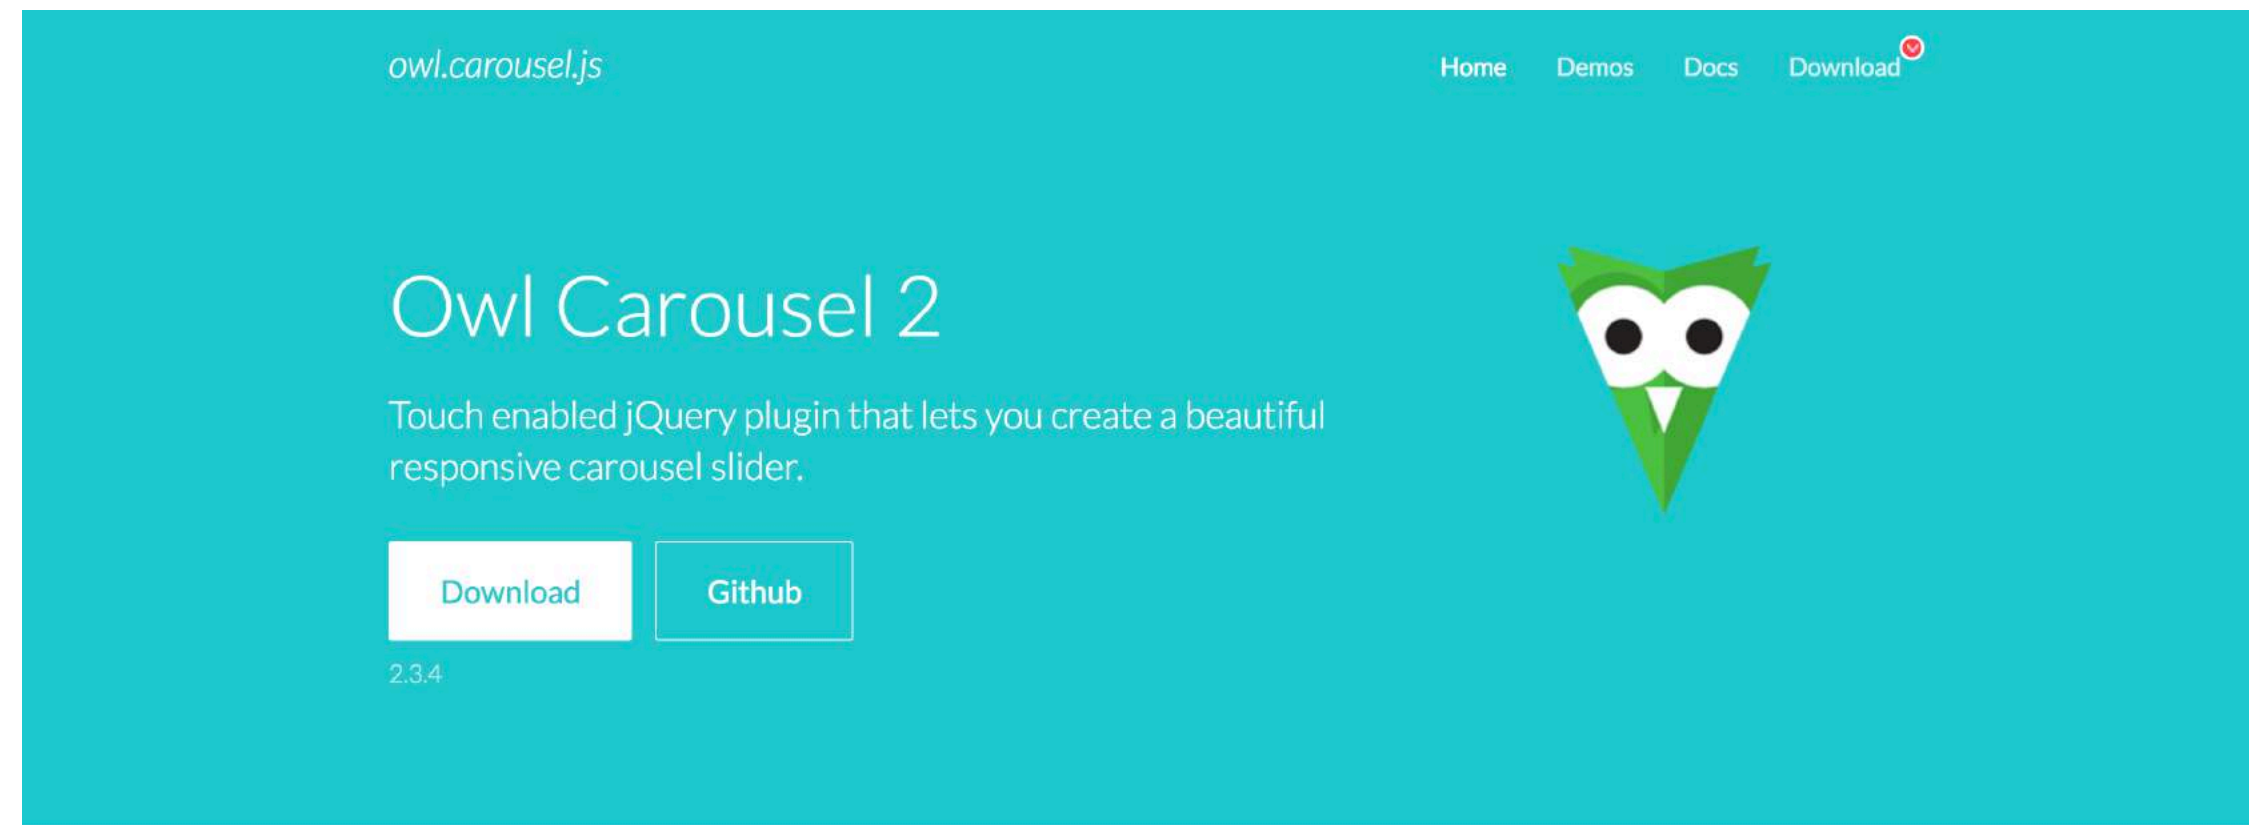 owl.carousel.js
Home Demos Docs Download
Owl Carousel 2
Touch enabled jQuery plugin that lets you create a beautiful
responsive carousel slider.
Download Github
2.3.4